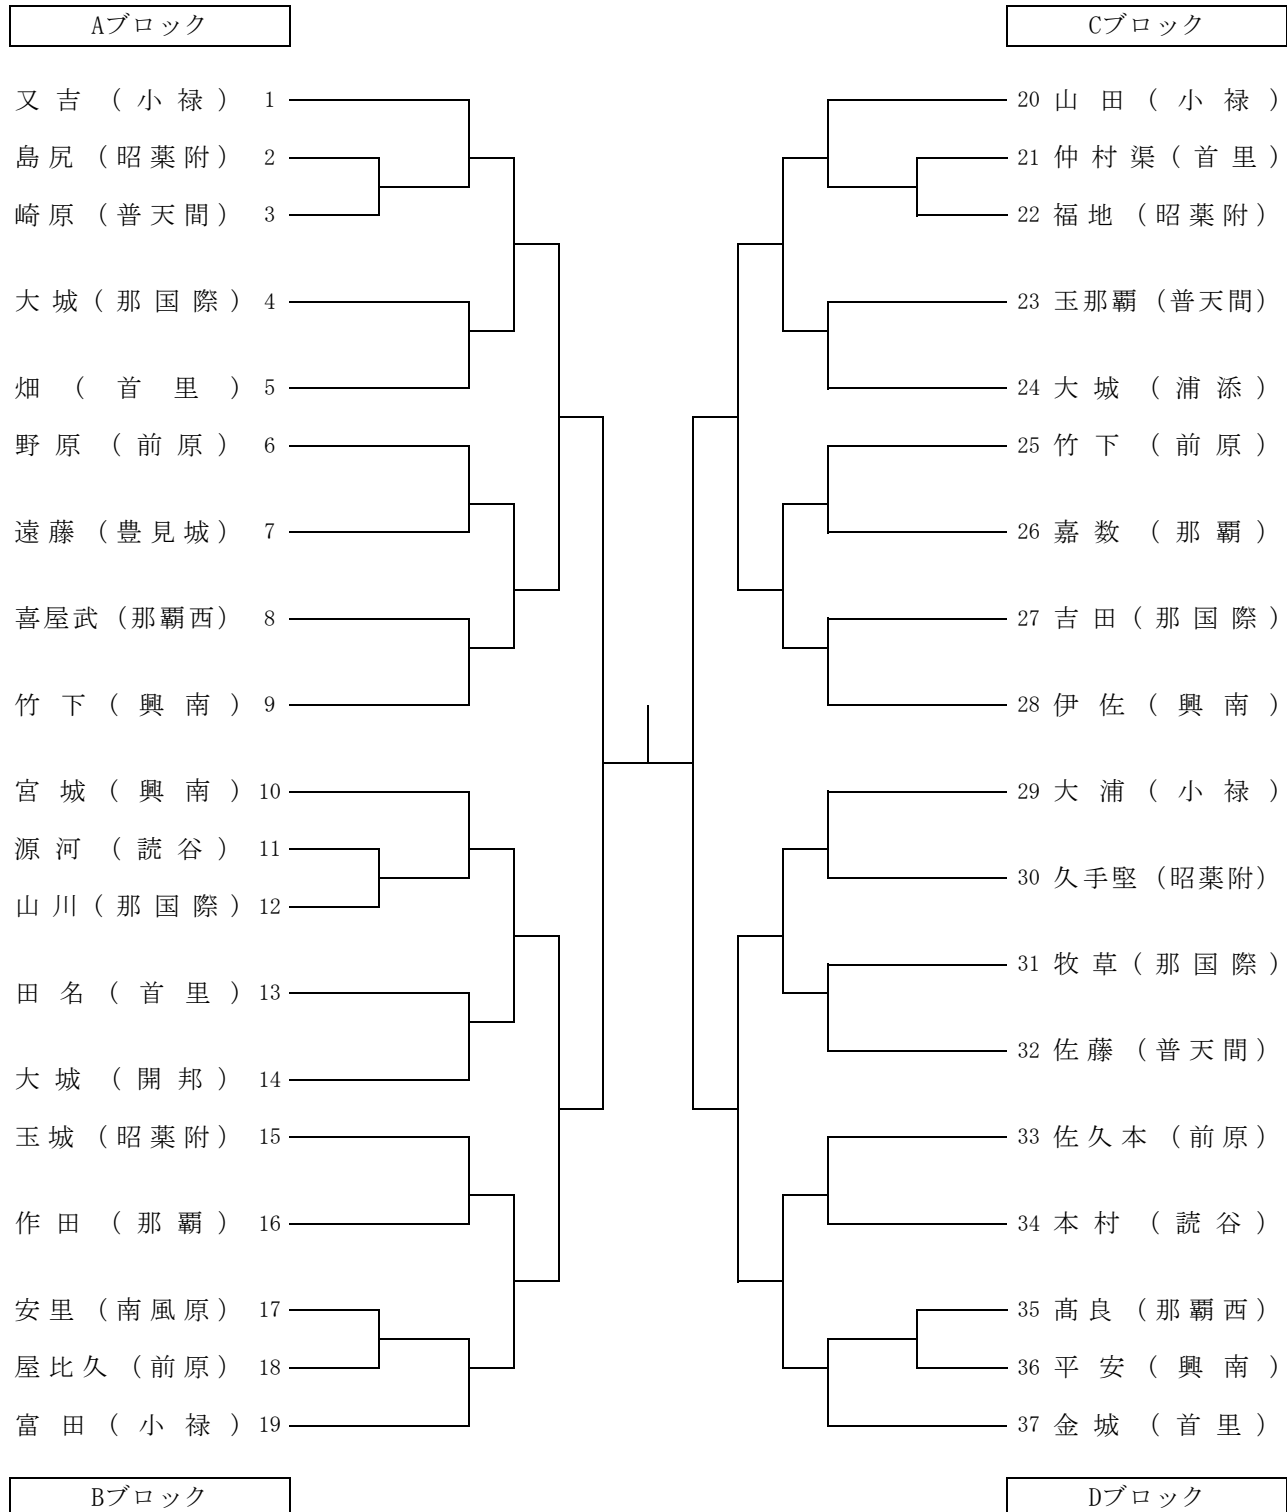 Aブロック
又吉（小禄） 1
島尻（昭薬附） 2
崎原（普天間） 3
大城（那国際） 4
畑（首里） 5
野原（前原） 6
遠藤（豊見城） 7
喜屋武（那覇西） 8
竹下（興南） 9
宮城（興南） 10
源河（読谷） 11
山川（那国際） 12
田名（首里） 13
大城（開邦） 14
玉城（昭薬附） 15
作田（那覇） 16
安里（南風原） 17
屋比久（前原） 18
富田（小禄） 19
Bブロック
Cブロック
20 山田（小禄）
21 仲村渠（首里）
22 福地（昭薬附）
23 玉那覇（普天間）
24 大城（浦添）
25 竹下（前原）
26 嘉数（那覇）
27 吉田（那国際）
28 伊佐（興南）
29 大浦（小禄）
30 久手堅（昭薬附）
31 牧草（那国際）
32 佐藤（普天間）
33 佐久本（前原）
34 本村（読谷）
35 髙良（那覇西）
36 平安（興南）
37 金城（首里）
Dブロック